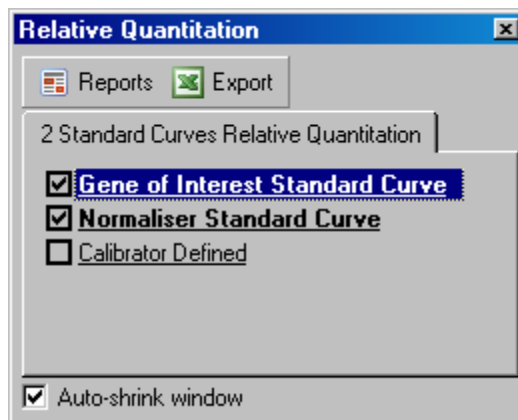 Relative Quantitation
Reports Export
2 Standard Curves Relative Quantitation
Gene of Interest Standard Curve
Normaliser Standard Curve
Calibrator Defined
Auto-shrink window